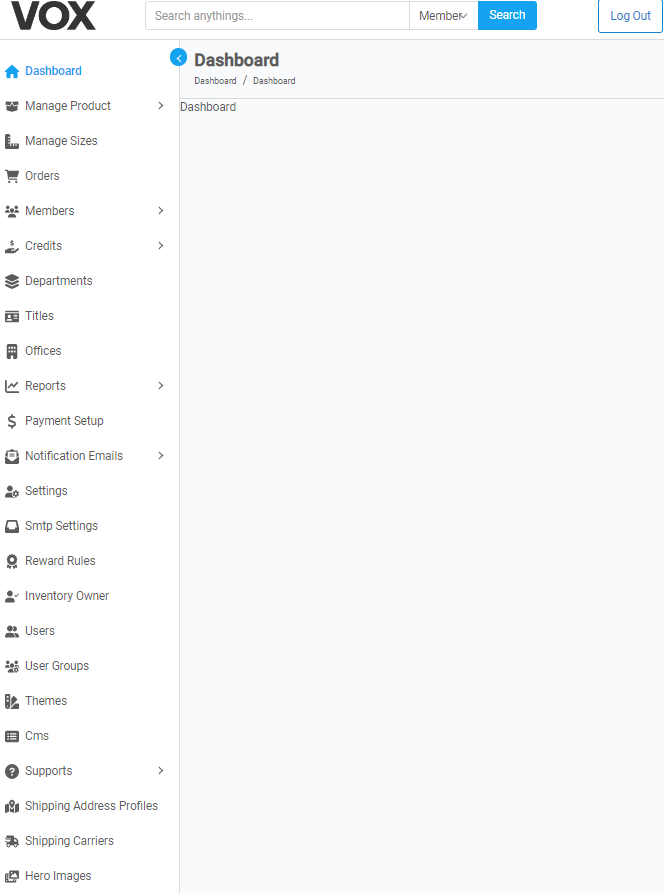 VOX
Search anythings...
Member
Search
Log Out
Dashboard
Manage Product
Manage Sizes
Orders
Members
Credits
Departments
Titles
Offices
Reports
Payment Setup
Notification Emails
Settings
Smtp Settings
Reward Rules
Inventory Owner
Users
User Groups
Themes
Cms
Supports
Shipping Address Profiles
Shipping Carriers
Hero Images
Dashboard
Dashboard / Dashboard
Dashboard